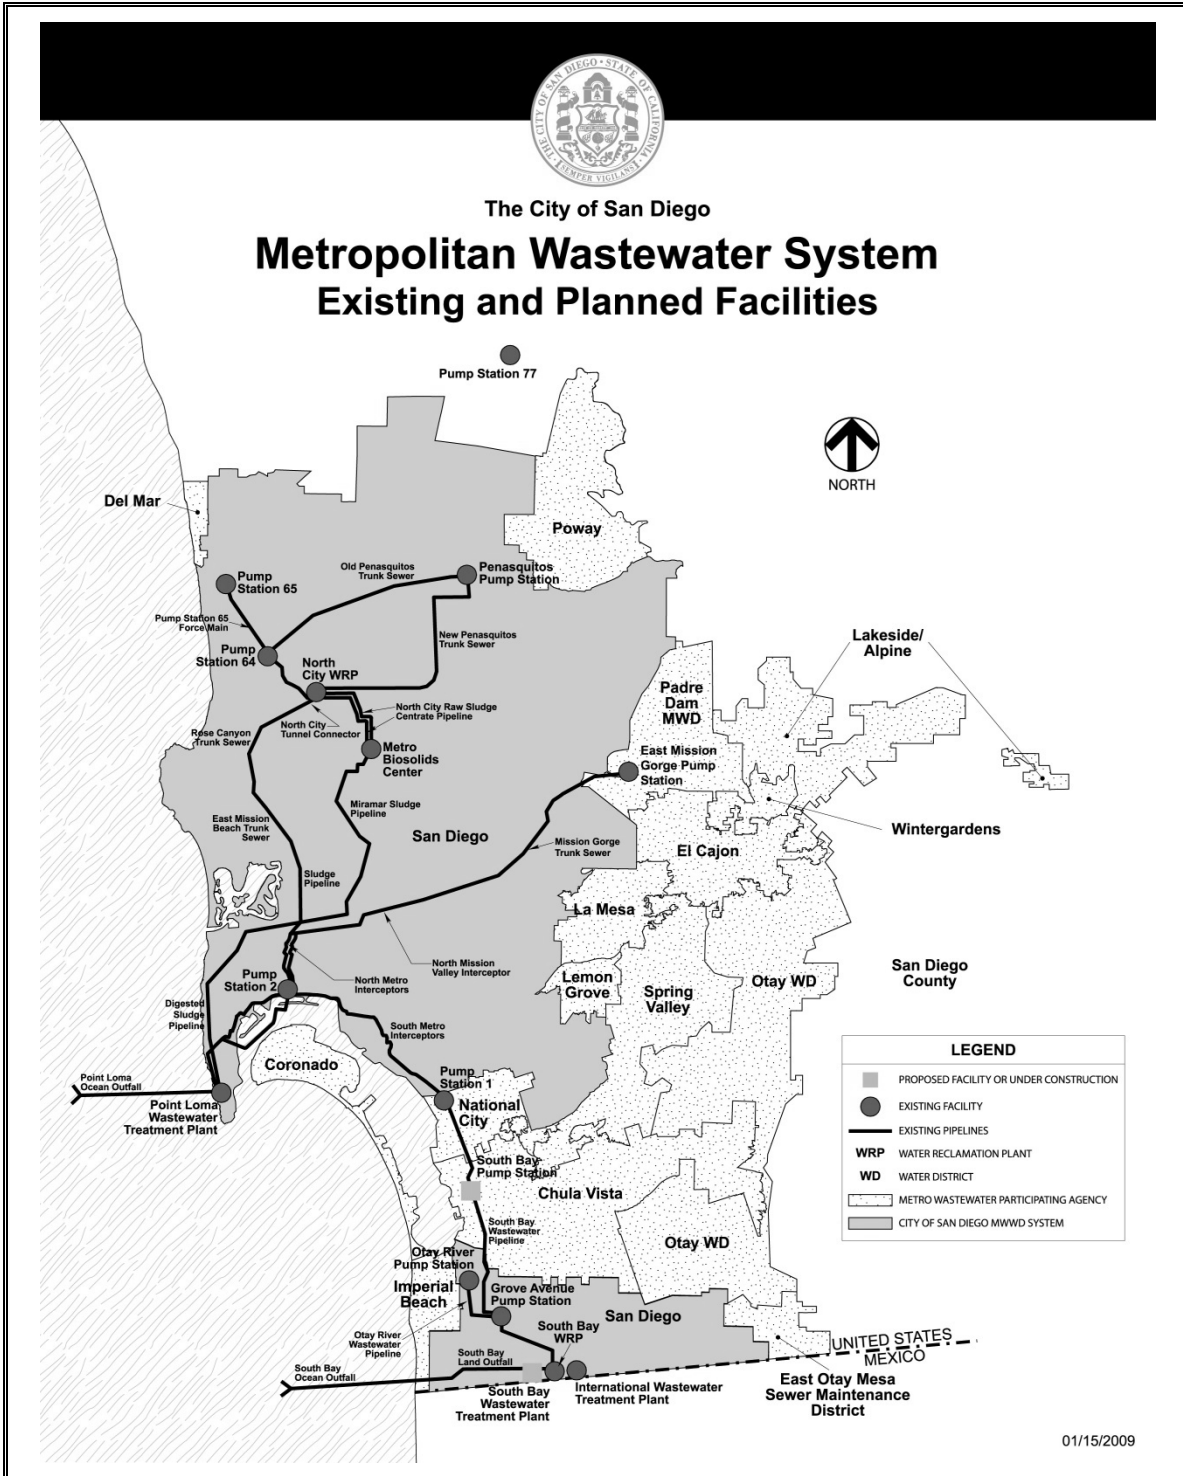 THE CITY OF SAN DIEGO • STATE OF CALIFORNIA
SEMPER VIGILANS
The City of San Diego
Metropolitan Wastewater System
Existing and Planned Facilities
Pump Station 77
NORTH
Del Mar
Poway
Pump
Station 65
Old Penasquitos
Trunk Sewer
Penasquitos
Pump Station
Pump Station 65
Force Main
Pump
Station 64
New Penasquitos
Trunk Sewer
North
City WRP
Lakeside/
Alpine
Padre
Dam
MWD
North City Raw Sludge
Centrate Pipeline
North City
Tunnel Connector
Rose Canyon
Trunk Sewer
Metro
Biosolids
Center
East Mission
Gorge Pump
Station
Miramar Sludge
Pipeline
East Mission
Beach Trunk
Sewer
San Diego
Mission Gorge
Trunk Sewer
Wintergardens
El Cajon
Sludge
Pipeline
La Mesa
North Mission
Valley Interceptor
North Metro
Interceptors
Pump
Station 2
Lemon
Grove
Spring
Valley
Otay WD
San Diego
County
Digested
Sludge
Pipeline
South Metro
Interceptors
Coronado
Pump
Station 1
National
City
Point Loma
Ocean Outfall
Point Loma
Wastewater
Treatment Plant
LEGEND
PROPOSED FACILITY OR UNDER CONSTRUCTION
EXISTING FACILITY
EXISTING PIPELINES
WRP WATER RECLAMATION PLANT
WD WATER DISTRICT
METRO WASTEWATER PARTICIPATING AGENCY
CITY OF SAN DIEGO MWWD SYSTEM
South Bay
Pump Station
Chula Vista
South Bay
Wastewater
Pipeline
Otay WD
Otay River
Pump Station
Imperial
Beach
Grove Avenue
Pump Station
San Diego
South Bay
WRP
Otay River
Wastewater
Pipeline
South Bay
Land Outfall
South Bay
Ocean Outfall
UNITED STATES
MEXICO
South Bay
Wastewater
Treatment Plant
International Wastewater
Treatment Plant
East Otay Mesa
Sewer Maintenance
District
01/15/2009